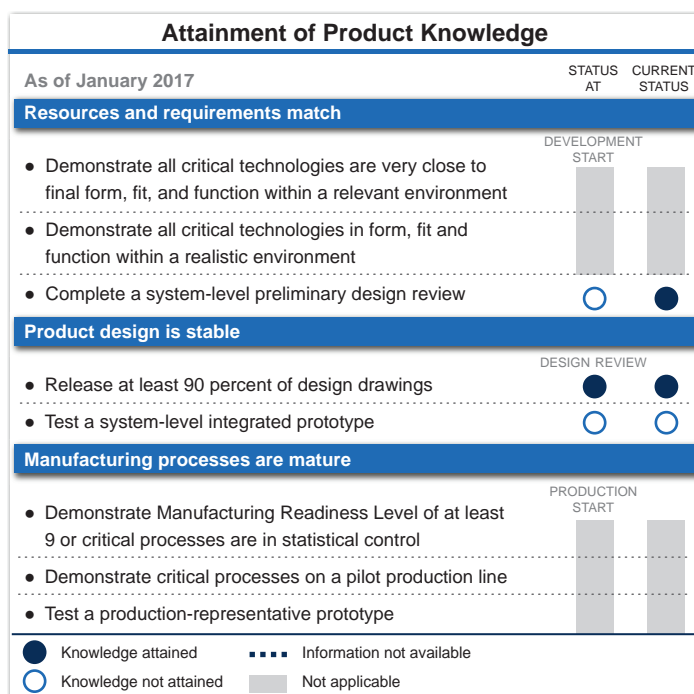 Attainment of Product Knowledge
As of January 2017
STATUS AT
CURRENT STATUS
Resources and requirements match
DEVELOPMENT START
● Demonstrate all critical technologies are very close to
final form, fit, and function within a relevant environment
● Demonstrate all critical technologies in form, fit and
function within a realistic environment
● Complete a system-level preliminary design review
Product design is stable
DESIGN REVIEW
● Release at least 90 percent of design drawings
● Test a system-level integrated prototype
Manufacturing processes are mature
PRODUCTION START
● Demonstrate Manufacturing Readiness Level of at least
9 or critical processes are in statistical control
● Demonstrate critical processes on a pilot production line
● Test a production-representative prototype
Knowledge attained
Information not available
Knowledge not attained
Not applicable